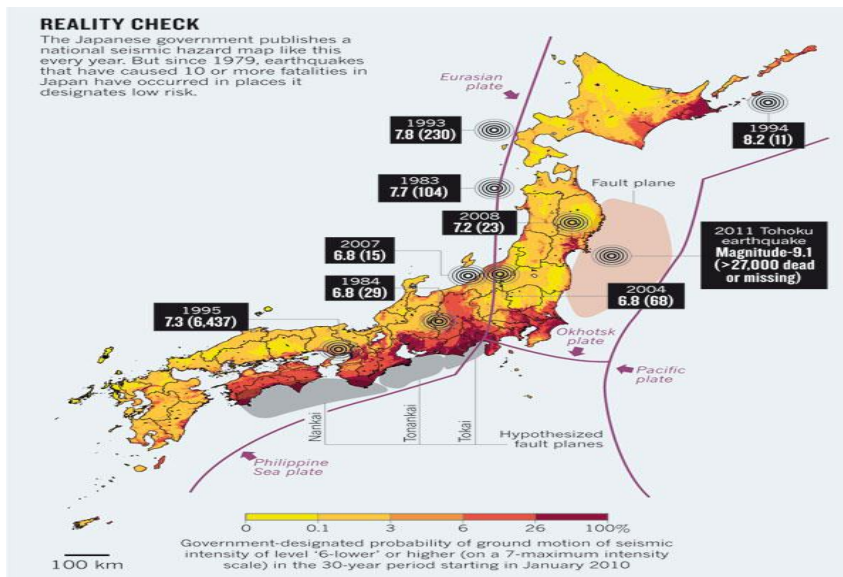 REALITY CHECK
The Japanese government publishes a
national seismic hazard map like this
every year. But since 1979, earthquakes
that have caused 10 or more fatalities in
Japan have occurred in places it
designates low risk.
Eurasian
plate
1993
7.8 (230)
1994
8.2 (11)
1983
7.7 (104)
Fault plane
2008
7.2 (23)
2011 Tohoku
earthquake
Magnitude-9.1
(>27,000 dead
or missing)
2007
6.8 (15)
1984
6.8 (29)
2004
6.8 (68)
1995
7.3 (6,437)
Okhotsk
plate
Pacific
plate
Nankai
Tonankai
Tokai
Hypothesized
fault planes
Philippine
Sea plate
0 0.1 3 6 26 100%
Government-designated probability of ground motion of seismic
intensity of level ‘6-lower’ or higher (on a 7-maximum intensity
scale) in the 30-year period starting in January 2010
100 km